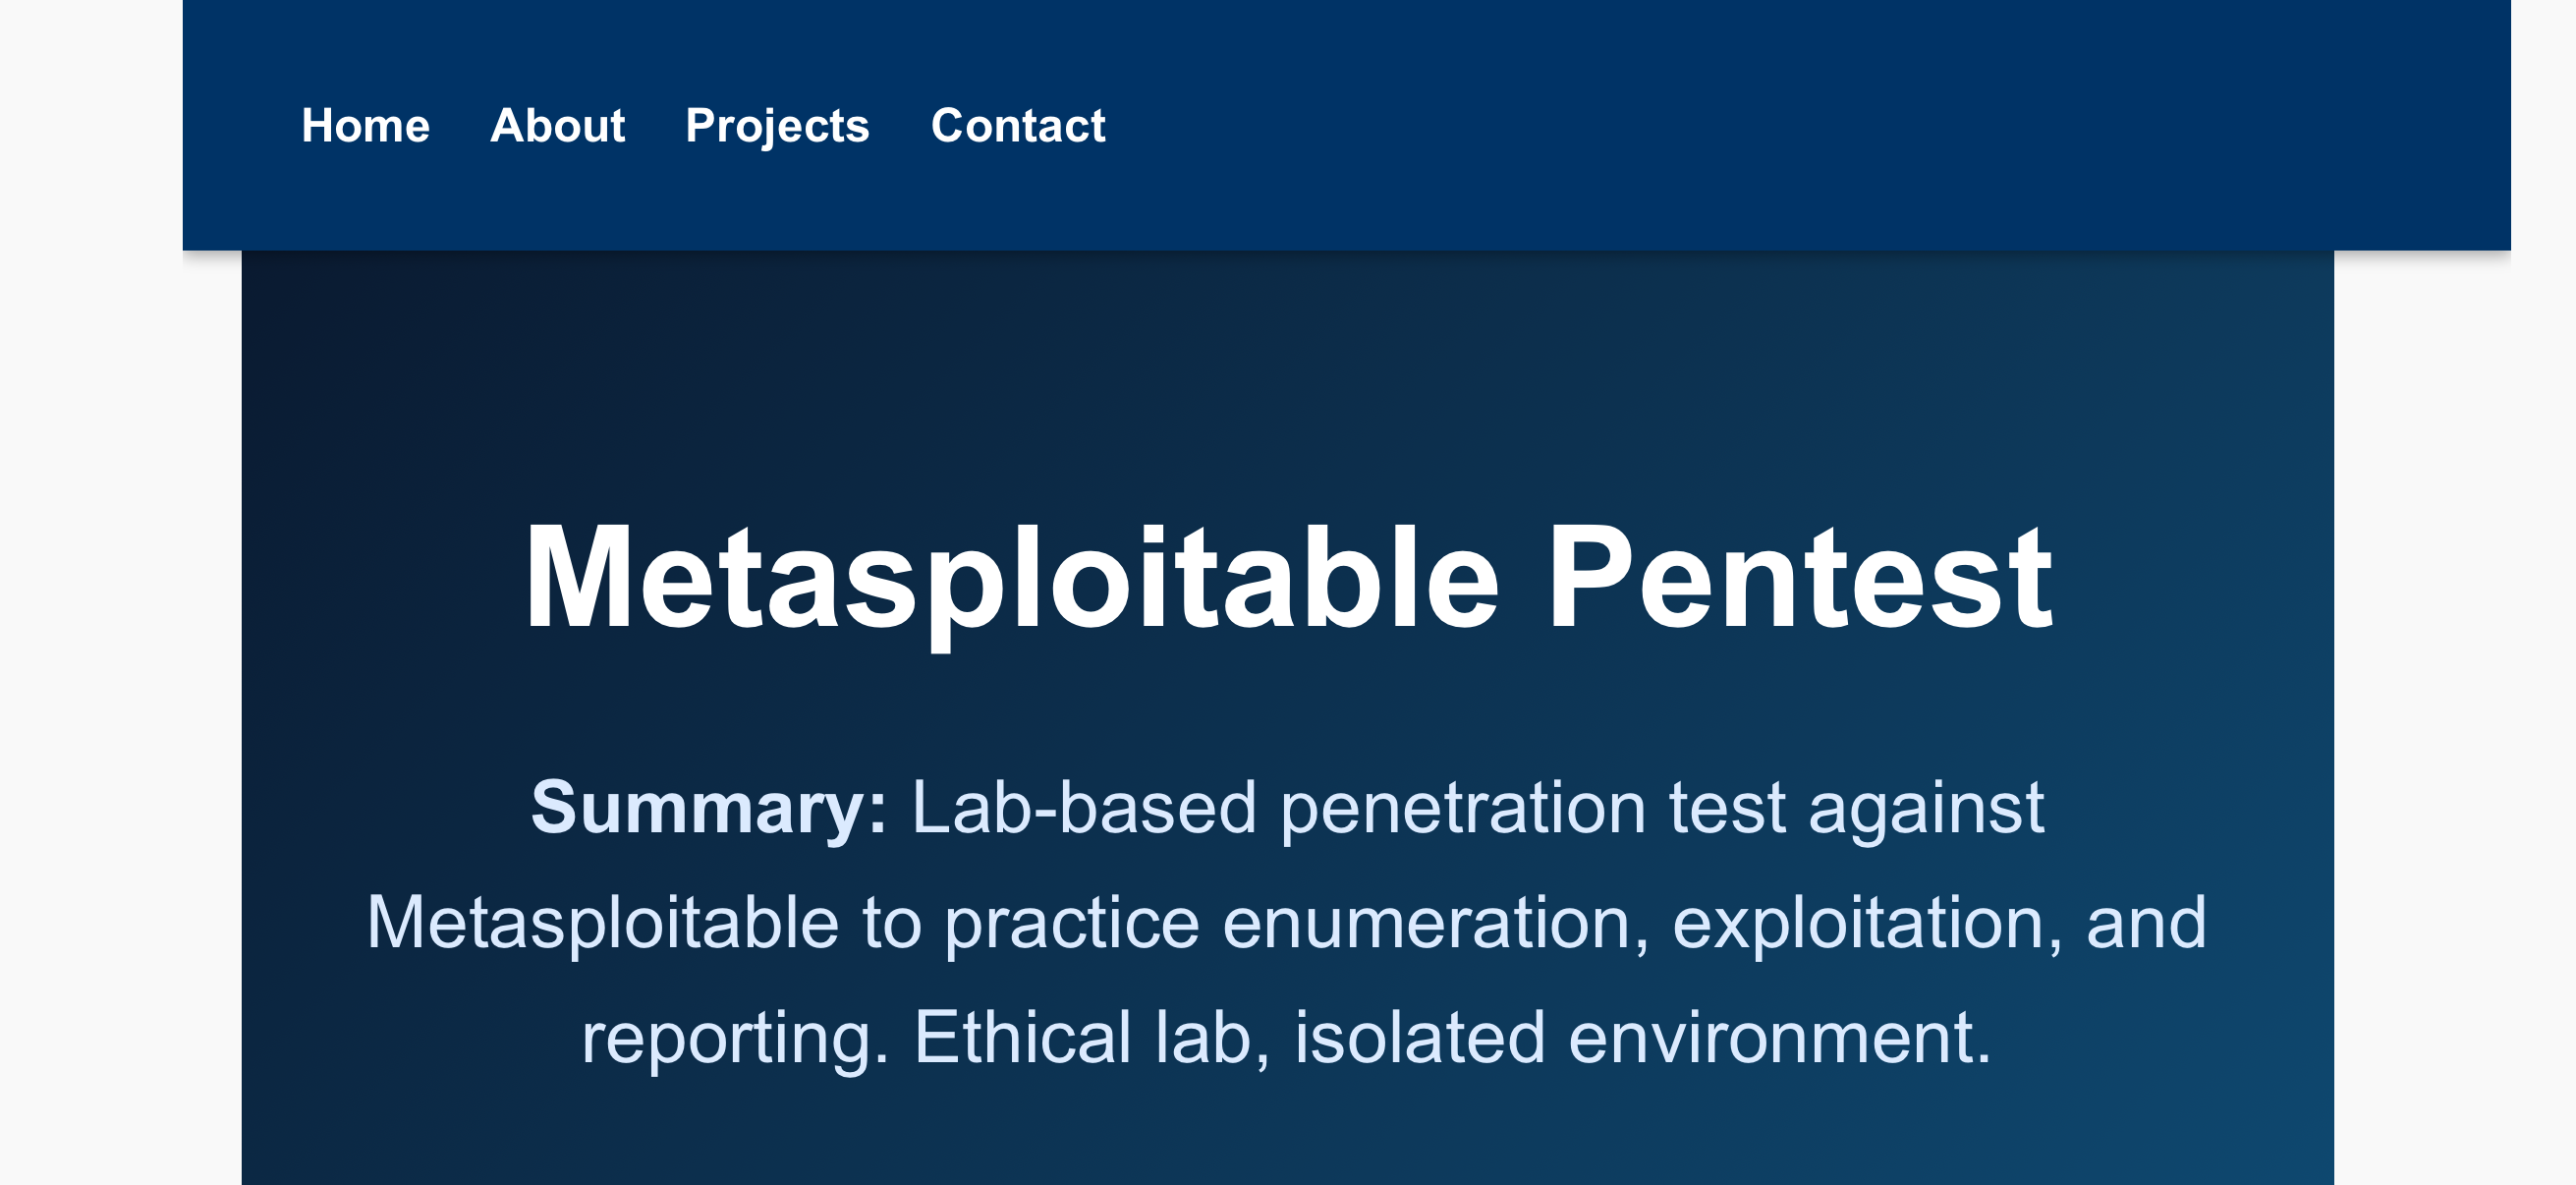 Home About Projects Contact
Metasploitable Pentest
Summary: Lab-based penetration test against
Metasploitable to practice enumeration, exploitation, and
reporting. Ethical lab, isolated environment.